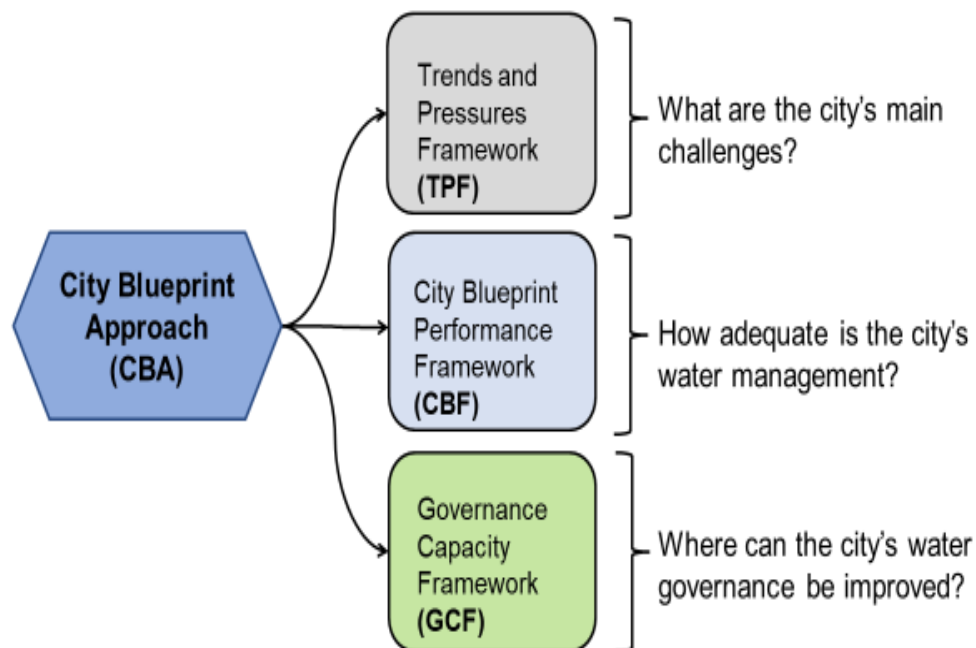 Trends and
Pressures
Framework
(TPF)
What are the city's main
challenges?
City Blueprint
Approach
(CBA)
City Blueprint
Performance
Framework
(CBF)
How adequate is the city's
water management?
Governance
Capacity
Framework
(GCF)
Where can the city's water
governance be improved?